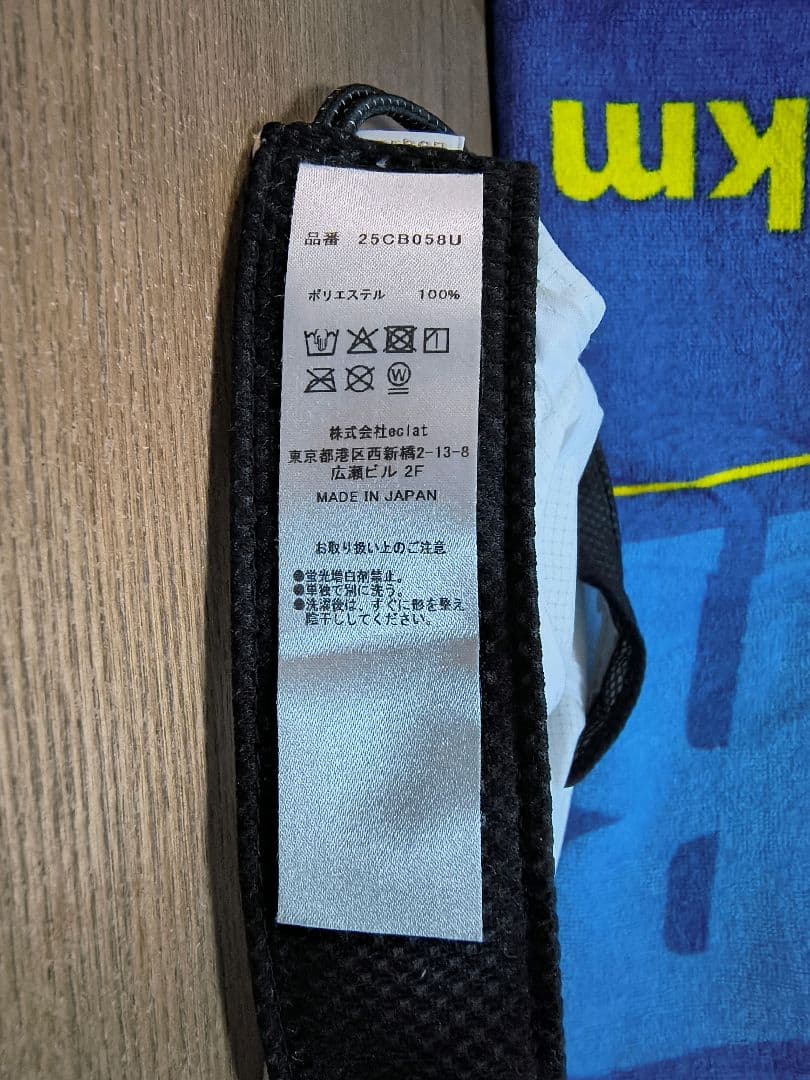 品番 25CB058U
ポリエステル 100%
W
株式会社eclat
東京都港区西新橋2-13-8
広瀬ビル 2F
MADE IN JAPAN
お取り扱い上のご注意
●蛍光増白剤禁止。
●単独で別に洗う。
●洗濯後は、すぐに形を整え
陰干ししてください。
km